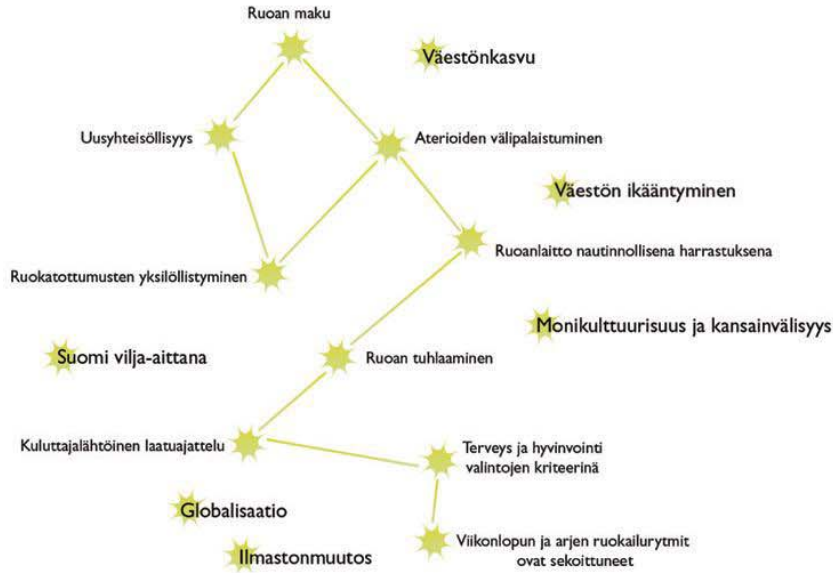 Ruoan maku
Väestönkasvu
Uusyhteisöllisyys
Aterioiden välipalaistuminen
Väestön ikääntyminen
Ruoanlaitto nautinnollisena harrastuksena
Ruokatottumusten yksilöllistyminen
Monikulttuurisuus ja kansainvälisyys
Suomi vilja-aittana
Ruoan tuhlaaminen
Kuluttajalähtöinen laatuajattelu
Terveys ja hyvinvointi
valintojen kriteerinä
Globalisaatio
Viikonlopun ja arjen ruokailurytmit
ovat sekoittuneet
Ilmastonmuutos